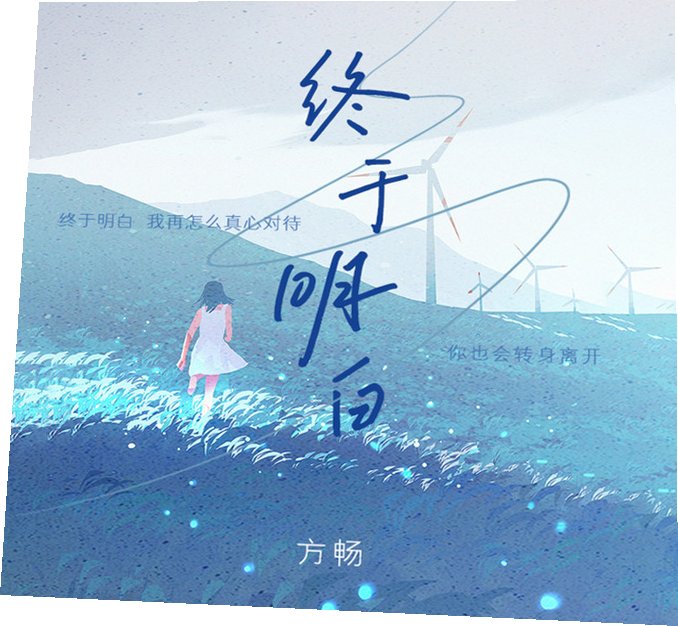 终于明白
终于明白 我再怎么真心对待
你也会转身离开
方畅